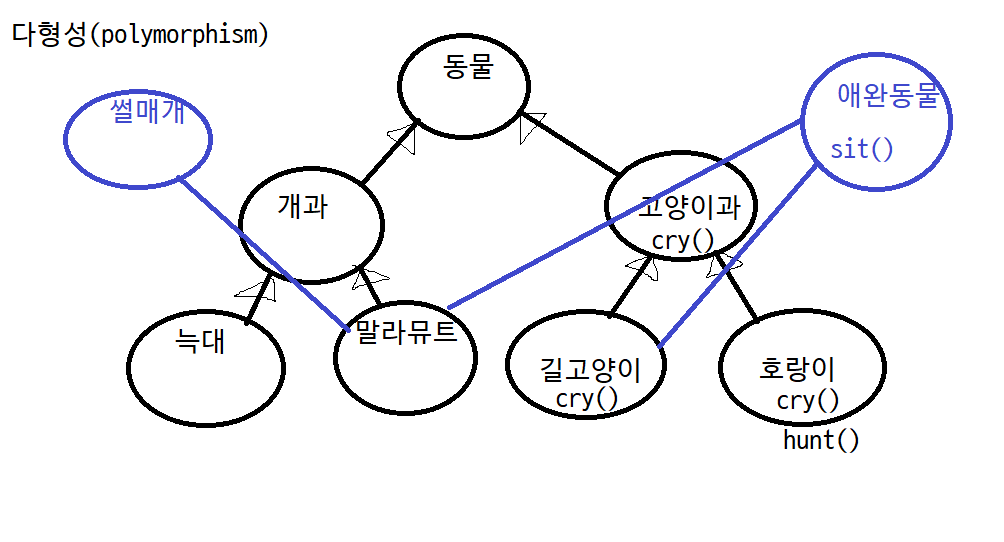 다형성(polymorphism)
동물
썰매개
애완동물
sit()
개과
고양이과
cry()
늑대
말라뮤트
길고양이
cry()
호랑이
cry()
hunt()